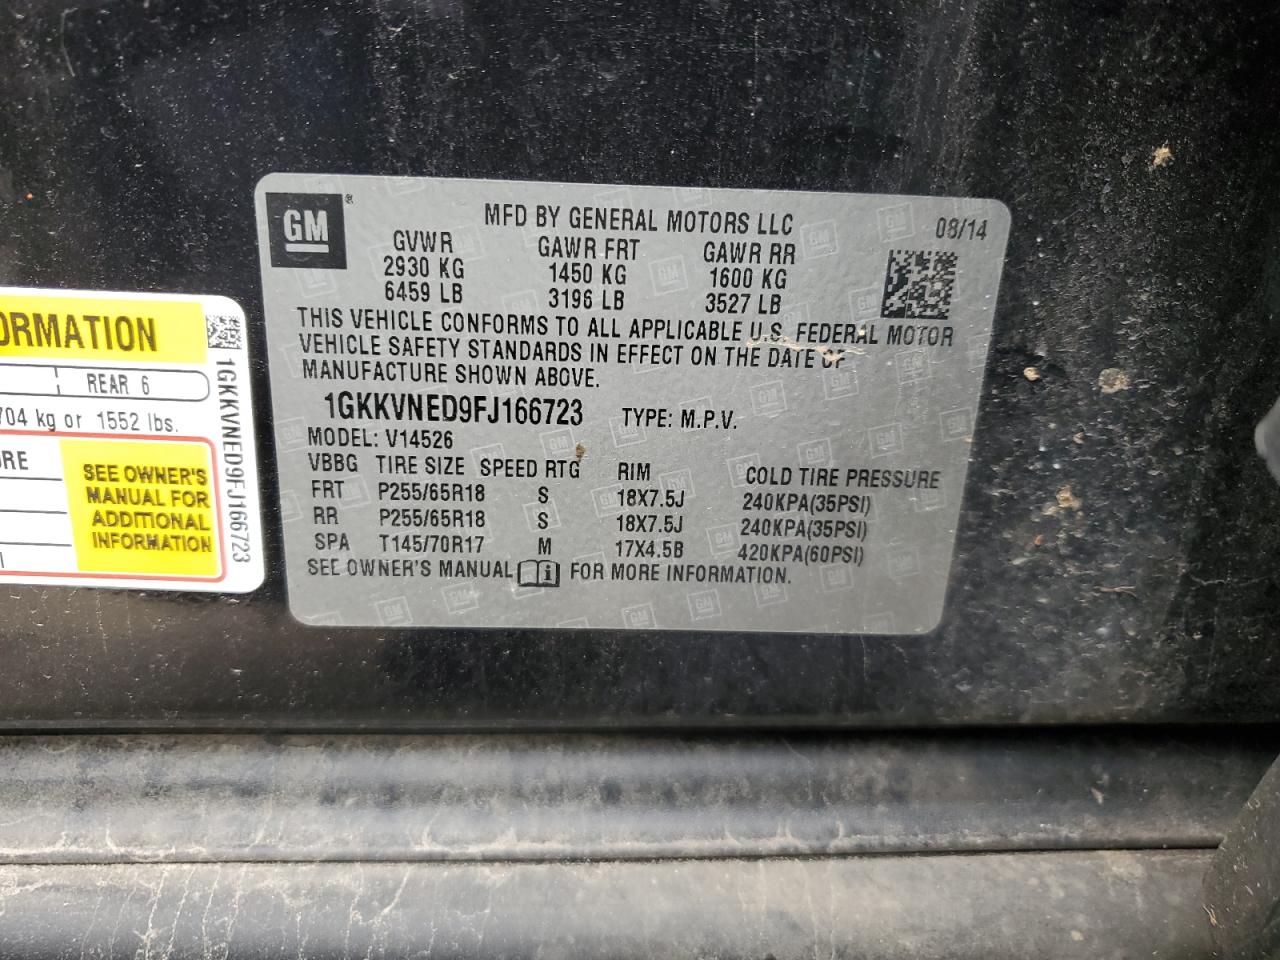 GM ®
MFD BY GENERAL MOTORS LLC 08/14
GVWR GAWR FRT GAWR RR
2930 KG 1450 KG 1600 KG
6459 LB 3196 LB 3527 LB
THIS VEHICLE CONFORMS TO ALL APPLICABLE U.S. FEDERAL MOTOR
VEHICLE SAFETY STANDARDS IN EFFECT ON THE DATE OF
MANUFACTURE SHOWN ABOVE.
1GKKVNED9FJ166723 TYPE: M.P.V.
MODEL: V14526
VBBG TIRE SIZE SPEED RTG RIM COLD TIRE PRESSURE
FRT P255/65R18 S 18X7.5J 240KPA(35PSI)
RR P255/65R18 S 18X7.5J 240KPA(35PSI)
SPA T145/70R17 M 17X4.5B 420KPA(60PSI)
SEE OWNER'S MANUAL FOR MORE INFORMATION.
ORMATION
REAR 6
704 kg or 1552 lbs.
RE
SEE OWNER'S
MANUAL FOR
ADDITIONAL
INFORMATION
1GKKVNED9FJ166723